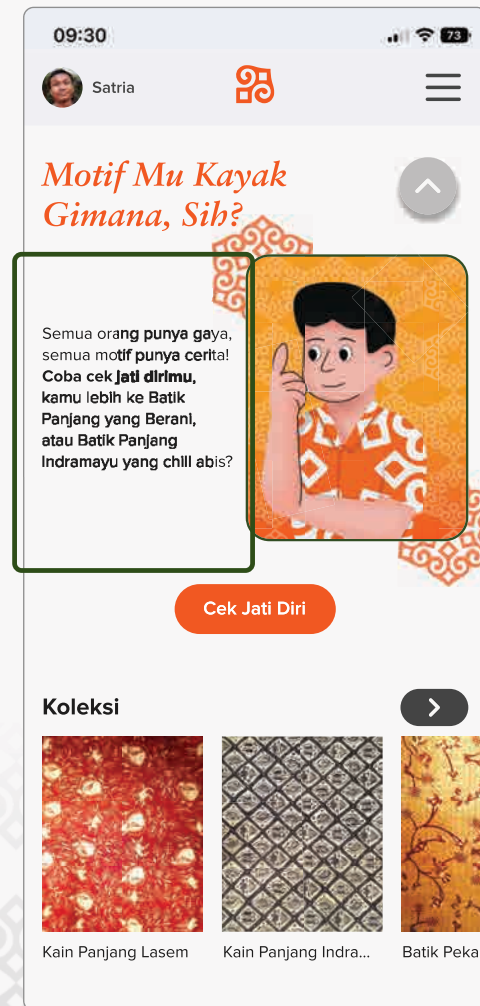 09:30
73
Satria
Motif Mu Kayak
Gimana, Sih?
Semua orang punya gaya,
semua motif punya cerita!
Coba cek jati dirimu,
kamu lebih ke Batik
Panjang yang Berani,
atau Batik Panjang
Indramayu yang chill abis?
Cek Jati Diri
Koleksi
Kain Panjang Lasem
Kain Panjang Indra...
Batik Peka